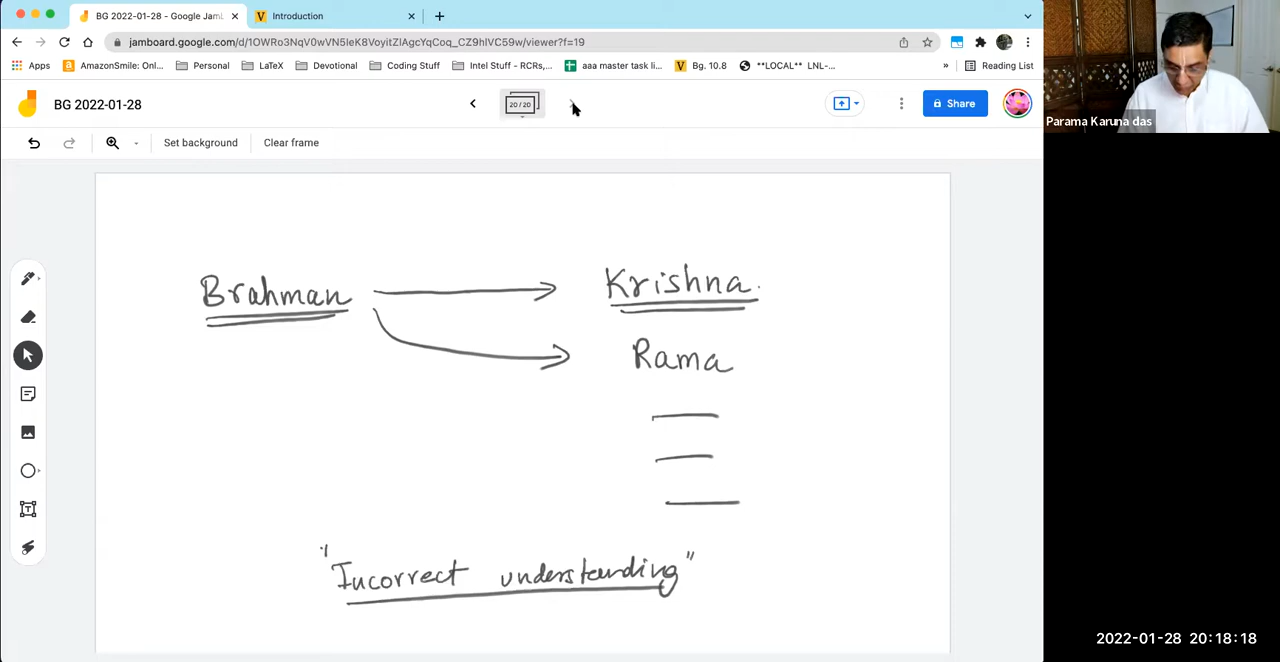 BG 2022-01-28 - Google Jam
Introduction
jamboard.google.com/d/1OWRo3NqV0wVN5leK8VoyitZlAgcYqCoq_CZ9hlVC59w/viewer?f=19
Apps
AmazonSmile: Onl...
Personal
LaTeX
Devotional
Coding Stuff
Intel Stuff - RCRs,...
aaa master task li...
Bg. 10.8
**LOCAL** LNL-...
»
Reading List
BG 2022-01-28
20 / 20
Share
Parama Karuna das
Set background
Clear frame
Brahman
Krishna.
Rama
"Incorrect understanding"
2022-01-28 20:18:18